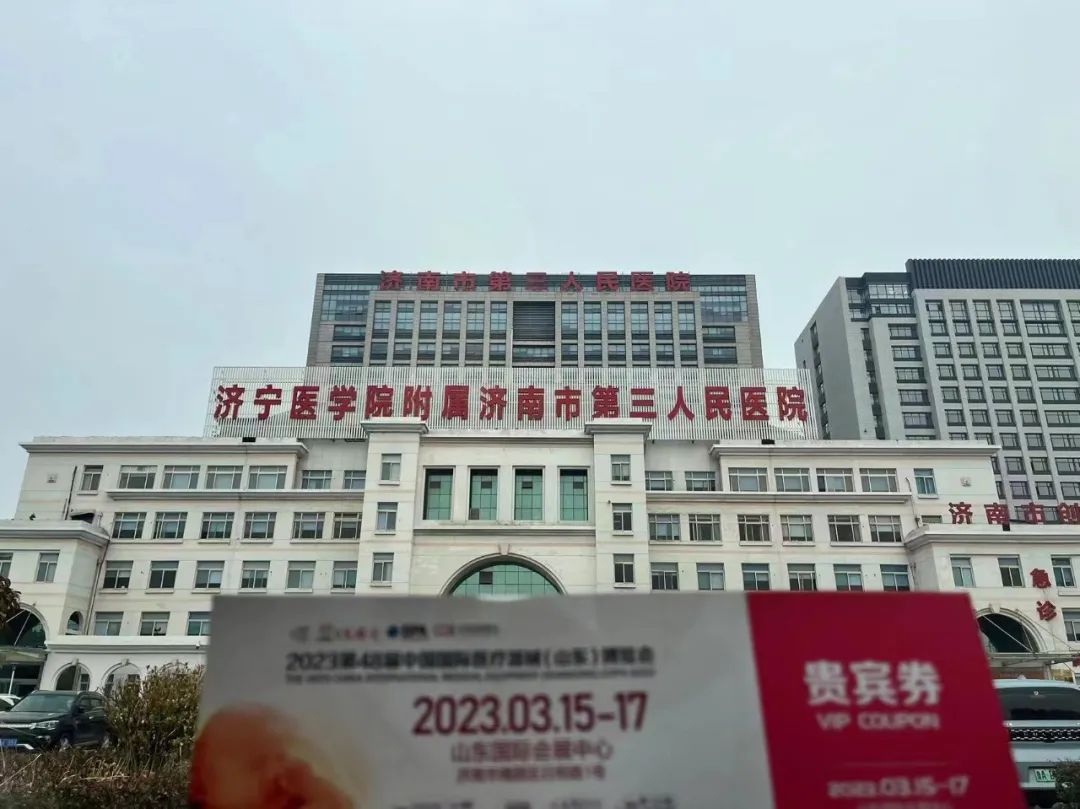 济南市第三人民医院
济宁医学院附属济南市第三人民医院
济南市创
急诊
2023第48届中国国际医疗器械(山东)博览会
2023.03.15-17
山东国际会展中心
贵宾券
VIP COUPON
2023.03.15-17